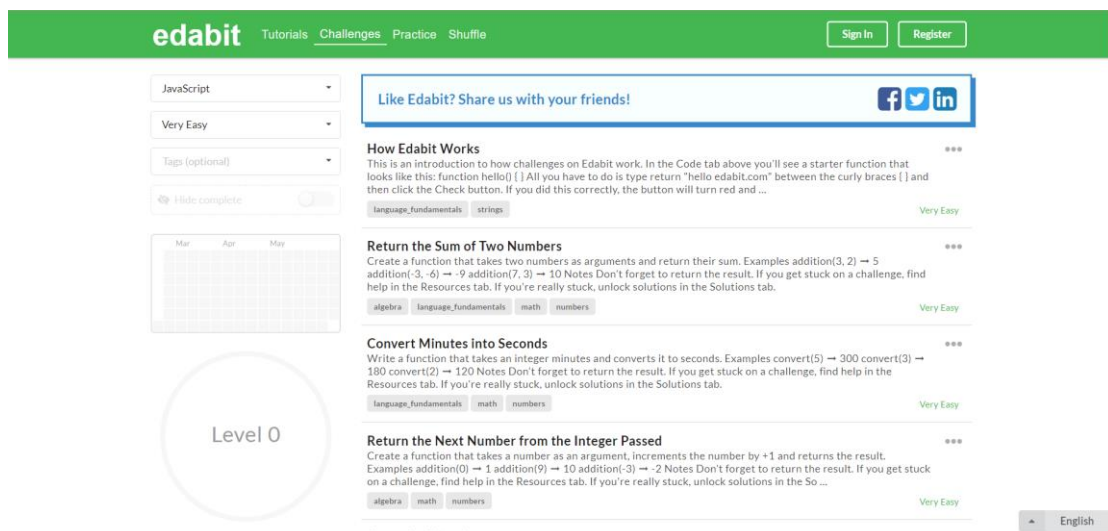 edabit Tutorials Challenges Practice Shuffle Sign In Register
JavaScript
Very Easy
Tags (optional)
Hide complete
Mar Apr May
Level 0
Like Edabit? Share us with your friends!
How Edabit Works
This is an introduction to how challenges on Edabit work. In the Code tab above you'll see a starter function that
looks like this: function hello() { } All you have to do is type return "hello edabit.com" between the curly braces { } and
then click the Check button. If you did this correctly, the button will turn red and ...
language_fundamentals strings Very Easy
Return the Sum of Two Numbers
Create a function that takes two numbers as arguments and return their sum. Examples addition(3, 2) ➞ 5
addition(-3, -6) ➞ -9 addition(7, 3) ➞ 10 Notes Don't forget to return the result. If you get stuck on a challenge, find
help in the Resources tab. If you're really stuck, unlock solutions in the Solutions tab.
algebra language_fundamentals math numbers Very Easy
Convert Minutes into Seconds
Write a function that takes an integer minutes and converts it to seconds. Examples convert(5) ➞ 300 convert(3) ➞
180 convert(2) ➞ 120 Notes Don't forget to return the result. If you get stuck on a challenge, find help in the
Resources tab. If you're really stuck, unlock solutions in the Solutions tab.
language_fundamentals math numbers Very Easy
Return the Next Number from the Integer Passed
Create a function that takes a number as an argument, increments the number by +1 and returns the result.
Examples addition(0) ➞ 1 addition(9) ➞ 10 addition(-3) ➞ -2 Notes Don't forget to return the result. If you get stuck
on a challenge, find help in the Resources tab. If you're really stuck, unlock solutions in the So ...
algebra math numbers Very Easy
English